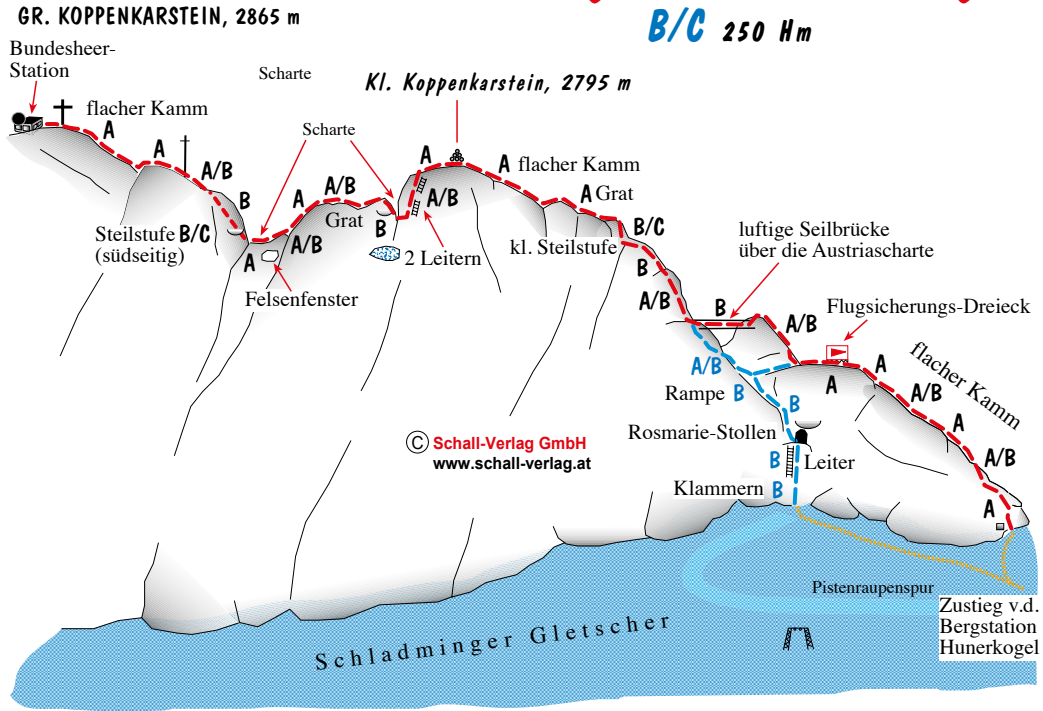 GR. KOPPENKARSTEIN, 2865 m
B/C 250 Hm
Bundesheer-
Station
Scharte
Kl. Koppenkarstein, 2795 m
flacher Kamm
A
A
A/B
B
Steilstufe B/C
(südseitig)
Scharte
A
A/B
A
A/B
Grat
B
Felsenfenster
A
A/B
2 Leitern
A
flacher Kamm
A Grat
kl. Steilstufe
B/C
B
A/B
luftige Seilbrücke
über die Austriascharte
B
A/B
Flugsicherungs-Dreieck
A
A
flacher Kamm
A/B
A
A/B
A
A/B
Rampe B
B
Rosmarie-Stollen
B
Leiter
Klammern B
© Schall-Verlag GmbH
www.schall-verlag.at
Pistenraupenspur
Zustieg v.d.
Bergstation
Hunerkogel
Schladminger Gletscher